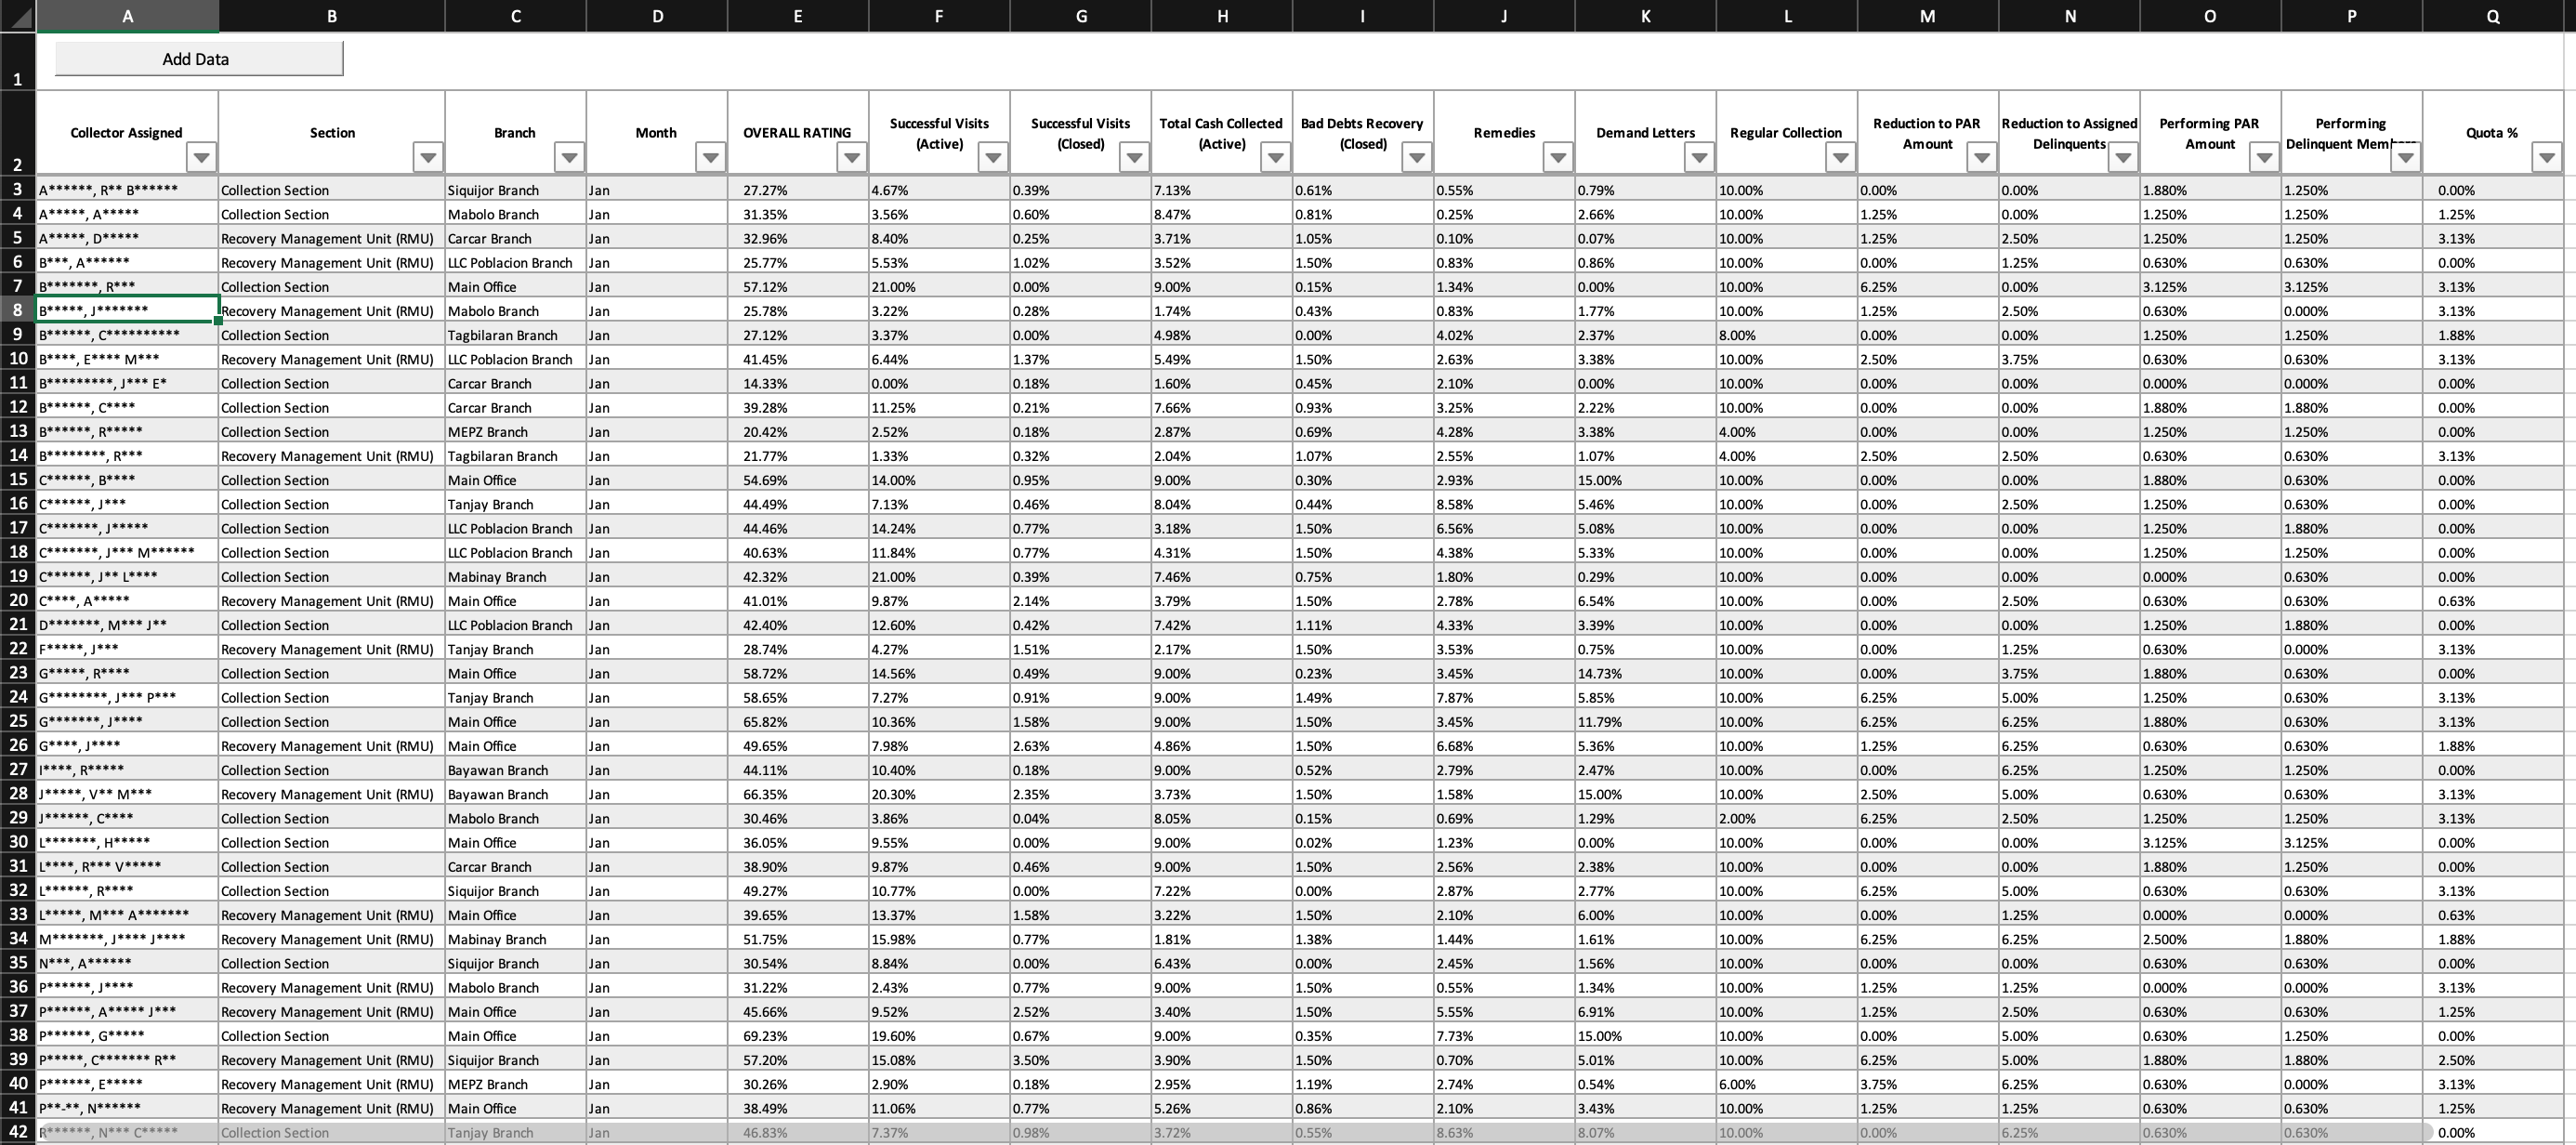 A B C D E F G H I J K L M N O P Q
1 Add Data
2 Collector Assigned Section Branch Month OVERALL RATING Successful Visits (Active) Successful Visits (Closed) Total Cash Collected (Active) Bad Debts Recovery (Closed) Remedies Demand Letters Regular Collection Reduction to PAR Amount Reduction to Assigned Delinquents Performing PAR Amount Performing Delinquent Members Quota %
3 A******, R** B****** Collection Section Siquijor Branch Jan 27.27% 4.67% 0.39% 7.13% 0.61% 0.55% 0.79% 10.00% 0.00% 0.00% 1.880% 1.250% 0.00%
4 A*****, A***** Collection Section Mabolo Branch Jan 31.35% 3.56% 0.60% 8.47% 0.81% 0.25% 2.66% 10.00% 1.25% 0.00% 1.250% 1.250% 1.25%
5 A*****, D***** Recovery Management Unit (RMU) Carcar Branch Jan 32.96% 8.40% 0.25% 3.71% 1.05% 0.10% 0.07% 10.00% 1.25% 2.50% 1.250% 1.250% 3.13%
6 B***, A****** Recovery Management Unit (RMU) LLC Poblacion Branch Jan 25.77% 5.53% 1.02% 3.52% 1.50% 0.83% 0.86% 10.00% 0.00% 1.25% 0.630% 0.630% 0.00%
7 B*******, R*** Collection Section Main Office Jan 57.12% 21.00% 0.00% 9.00% 0.15% 1.34% 0.00% 10.00% 6.25% 0.00% 3.125% 3.125% 3.13%
8 B*****, J******* Recovery Management Unit (RMU) Mabolo Branch Jan 25.78% 3.22% 0.28% 1.74% 0.43% 0.83% 1.77% 10.00% 1.25% 2.50% 0.630% 0.000% 3.13%
9 B******, C********** Collection Section Tagbilaran Branch Jan 27.12% 3.37% 0.00% 4.98% 0.00% 4.02% 2.37% 8.00% 0.00% 0.00% 1.250% 1.250% 1.88%
10 B****, E**** M*** Recovery Management Unit (RMU) LLC Poblacion Branch Jan 41.45% 6.44% 1.37% 5.49% 1.50% 2.63% 3.38% 10.00% 2.50% 3.75% 0.630% 0.630% 3.13%
11 B*********, J*** E* Collection Section Carcar Branch Jan 14.33% 0.00% 0.18% 1.60% 0.45% 2.10% 0.00% 10.00% 0.00% 0.00% 0.000% 0.000% 0.00%
12 B******, C**** Collection Section Carcar Branch Jan 39.28% 11.25% 0.21% 7.66% 0.93% 3.25% 2.22% 10.00% 0.00% 0.00% 1.880% 1.880% 0.00%
13 B******, R***** Collection Section MEPZ Branch Jan 20.42% 2.52% 0.18% 2.87% 0.69% 4.28% 3.38% 4.00% 0.00% 0.00% 1.250% 1.250% 0.00%
14 B********, R*** Recovery Management Unit (RMU) Tagbilaran Branch Jan 21.77% 1.33% 0.32% 2.04% 1.07% 2.55% 1.07% 4.00% 2.50% 2.50% 0.630% 0.630% 3.13%
15 C******, B**** Collection Section Main Office Jan 54.69% 14.00% 0.95% 9.00% 0.30% 2.93% 15.00% 10.00% 0.00% 0.00% 1.880% 0.630% 0.00%
16 C******, J*** Collection Section Tanjay Branch Jan 44.49% 7.13% 0.46% 8.04% 0.44% 8.58% 5.46% 10.00% 0.00% 2.50% 1.250% 0.630% 0.00%
17 C*******, J***** Collection Section LLC Poblacion Branch Jan 44.46% 14.24% 0.77% 3.18% 1.50% 6.56% 5.08% 10.00% 0.00% 0.00% 1.250% 1.880% 0.00%
18 C*******, J*** M****** Collection Section LLC Poblacion Branch Jan 40.63% 11.84% 0.77% 4.31% 1.50% 4.38% 5.33% 10.00% 0.00% 0.00% 1.250% 1.250% 0.00%
19 C******, J** L**** Collection Section Mabinay Branch Jan 42.32% 21.00% 0.39% 7.46% 0.75% 1.80% 0.29% 10.00% 0.00% 0.00% 0.000% 0.630% 0.00%
20 C****, A***** Recovery Management Unit (RMU) Main Office Jan 41.01% 9.87% 2.14% 3.79% 1.50% 2.78% 6.54% 10.00% 0.00% 2.50% 0.630% 0.630% 0.63%
21 D*******, M*** J** Collection Section LLC Poblacion Branch Jan 42.40% 12.60% 0.42% 7.42% 1.11% 4.33% 3.39% 10.00% 0.00% 0.00% 1.250% 1.880% 0.00%
22 F*****, J*** Recovery Management Unit (RMU) Tanjay Branch Jan 28.74% 4.27% 1.51% 2.17% 1.50% 3.53% 0.75% 10.00% 0.00% 1.25% 0.630% 0.000% 3.13%
23 G*****, R**** Collection Section Main Office Jan 58.72% 14.56% 0.49% 9.00% 0.23% 3.45% 14.73% 10.00% 0.00% 3.75% 1.880% 0.630% 0.00%
24 G********, J*** P*** Collection Section Tanjay Branch Jan 58.65% 7.27% 0.91% 9.00% 1.49% 7.87% 5.85% 10.00% 6.25% 5.00% 1.250% 0.630% 3.13%
25 G*******, J**** Collection Section Main Office Jan 65.82% 10.36% 1.58% 9.00% 1.50% 3.45% 11.79% 10.00% 6.25% 6.25% 1.880% 0.630% 3.13%
26 G****, J**** Recovery Management Unit (RMU) Main Office Jan 49.65% 7.98% 2.63% 4.86% 1.50% 6.68% 5.36% 10.00% 1.25% 6.25% 0.630% 0.630% 1.88%
27 I****, R***** Collection Section Bayawan Branch Jan 44.11% 10.40% 0.18% 9.00% 0.52% 2.79% 2.47% 10.00% 0.00% 6.25% 1.250% 1.250% 0.00%
28 J*****, V** M*** Recovery Management Unit (RMU) Bayawan Branch Jan 66.35% 20.30% 2.35% 3.73% 1.50% 1.58% 15.00% 10.00% 2.50% 5.00% 0.630% 0.630% 3.13%
29 J******, C**** Collection Section Mabolo Branch Jan 30.46% 3.86% 0.04% 8.05% 0.15% 0.69% 1.29% 2.00% 6.25% 2.50% 1.250% 1.250% 3.13%
30 L*******, H***** Collection Section Main Office Jan 36.05% 9.55% 0.00% 9.00% 0.02% 1.23% 0.00% 10.00% 0.00% 0.00% 3.125% 3.125% 0.00%
31 L****, R*** V***** Collection Section Carcar Branch Jan 38.90% 9.87% 0.46% 9.00% 1.50% 2.56% 2.38% 10.00% 0.00% 0.00% 1.880% 1.250% 0.00%
32 L******, R**** Collection Section Siquijor Branch Jan 49.27% 10.77% 0.00% 7.22% 0.00% 2.87% 2.77% 10.00% 6.25% 5.00% 0.630% 0.630% 3.13%
33 L*****, M*** A******* Recovery Management Unit (RMU) Main Office Jan 39.65% 13.37% 1.58% 3.22% 1.50% 2.10% 6.00% 10.00% 0.00% 1.25% 0.000% 0.000% 0.63%
34 M*******, J**** J**** Recovery Management Unit (RMU) Mabinay Branch Jan 51.75% 15.98% 0.77% 1.81% 1.38% 1.44% 1.61% 10.00% 6.25% 6.25% 2.500% 1.880% 1.88%
35 N***, A****** Collection Section Siquijor Branch Jan 30.54% 8.84% 0.00% 6.43% 0.00% 2.45% 1.56% 10.00% 0.00% 0.00% 0.630% 0.630% 0.00%
36 P******, J**** Recovery Management Unit (RMU) Mabolo Branch Jan 31.22% 2.43% 0.77% 9.00% 1.50% 0.55% 1.34% 10.00% 1.25% 1.25% 0.000% 0.000% 3.13%
37 P******, A***** J*** Recovery Management Unit (RMU) Main Office Jan 45.66% 9.52% 2.52% 3.40% 1.50% 5.55% 6.91% 10.00% 1.25% 2.50% 0.630% 0.630% 1.25%
38 P******, G***** Collection Section Main Office Jan 69.23% 19.60% 0.67% 9.00% 0.35% 7.73% 15.00% 10.00% 0.00% 5.00% 0.630% 1.250% 0.00%
39 P*****, C******* R** Recovery Management Unit (RMU) Siquijor Branch Jan 57.20% 15.08% 3.50% 3.90% 1.50% 0.70% 5.01% 10.00% 6.25% 5.00% 1.880% 1.880% 2.50%
40 P******, E***** Recovery Management Unit (RMU) MEPZ Branch Jan 30.26% 2.90% 0.18% 2.95% 1.19% 2.74% 0.54% 6.00% 3.75% 6.25% 0.630% 0.000% 3.13%
41 P**-**, N****** Recovery Management Unit (RMU) Main Office Jan 38.49% 11.06% 0.77% 5.26% 0.86% 2.10% 3.43% 10.00% 1.25% 1.25% 0.630% 0.630% 1.25%
42 R******, N*** C***** Collection Section Tanjay Branch Jan 46.83% 7.37% 0.98% 3.72% 0.55% 8.63% 8.07% 10.00% 0.00% 6.25% 0.630% 0.630% 0.00%